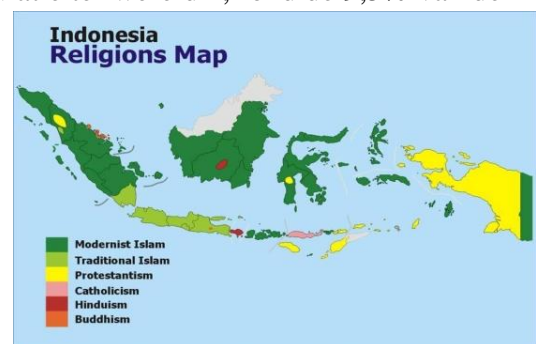 Indonesia
Religions Map
Modernist Islam
Traditional Islam
Protestantism
Catholicism
Hinduism
Buddhism